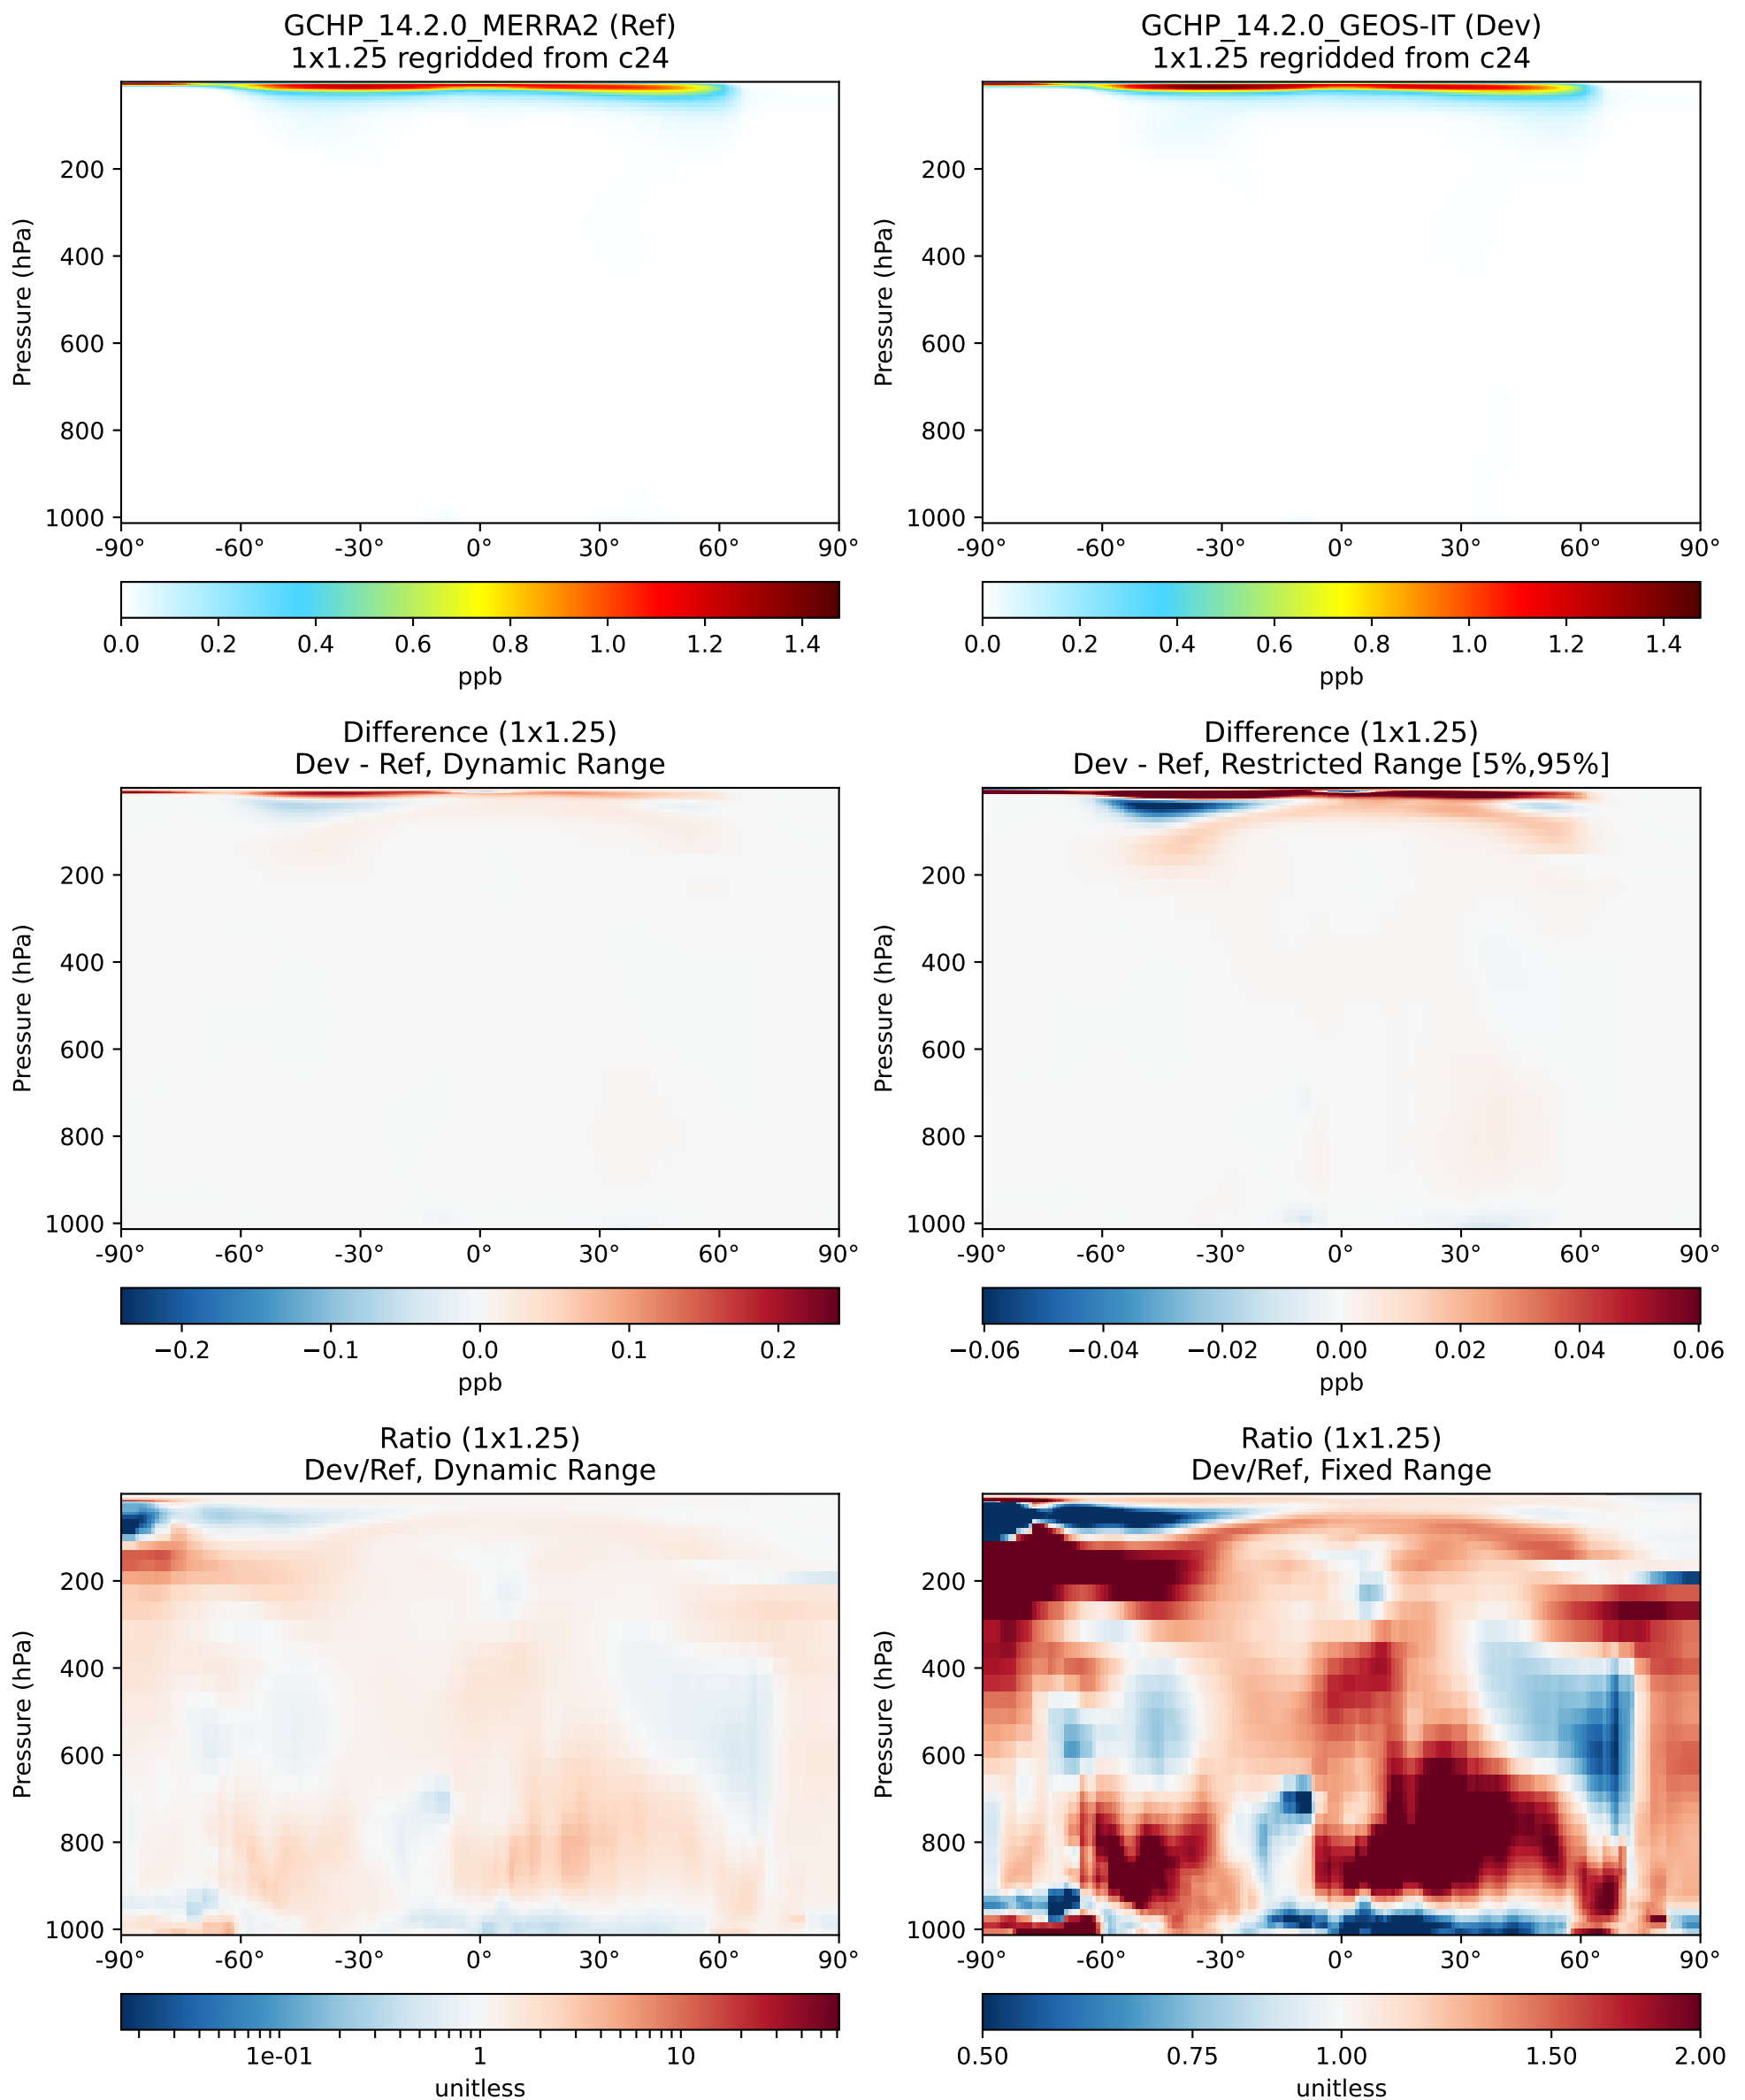 GCHP_14.2.0_MERRA2 (Ref)
1x1.25 regridded from c24
Pressure (hPa)
200
400
600
800
1000
-90° -60° -30° 0° 30° 60° 90°
0.0 0.2 0.4 0.6 0.8 1.0 1.2 1.4
ppb
GCHP_14.2.0_GEOS-IT (Dev)
1x1.25 regridded from c24
Pressure (hPa)
200
400
600
800
1000
-90° -60° -30° 0° 30° 60° 90°
0.0 0.2 0.4 0.6 0.8 1.0 1.2 1.4
ppb
Difference (1x1.25)
Dev - Ref, Dynamic Range
Pressure (hPa)
200
400
600
800
1000
-90° -60° -30° 0° 30° 60° 90°
−0.2 −0.1 0.0 0.1 0.2
ppb
Difference (1x1.25)
Dev - Ref, Restricted Range [5%,95%]
Pressure (hPa)
200
400
600
800
1000
-90° -60° -30° 0° 30° 60° 90°
−0.06 −0.04 −0.02 0.00 0.02 0.04 0.06
ppb
Ratio (1x1.25)
Dev/Ref, Dynamic Range
Pressure (hPa)
200
400
600
800
1000
-90° -60° -30° 0° 30° 60° 90°
1e-01 1 10
unitless
Ratio (1x1.25)
Dev/Ref, Fixed Range
Pressure (hPa)
200
400
600
800
1000
-90° -60° -30° 0° 30° 60° 90°
0.50 0.75 1.00 1.50 2.00
unitless